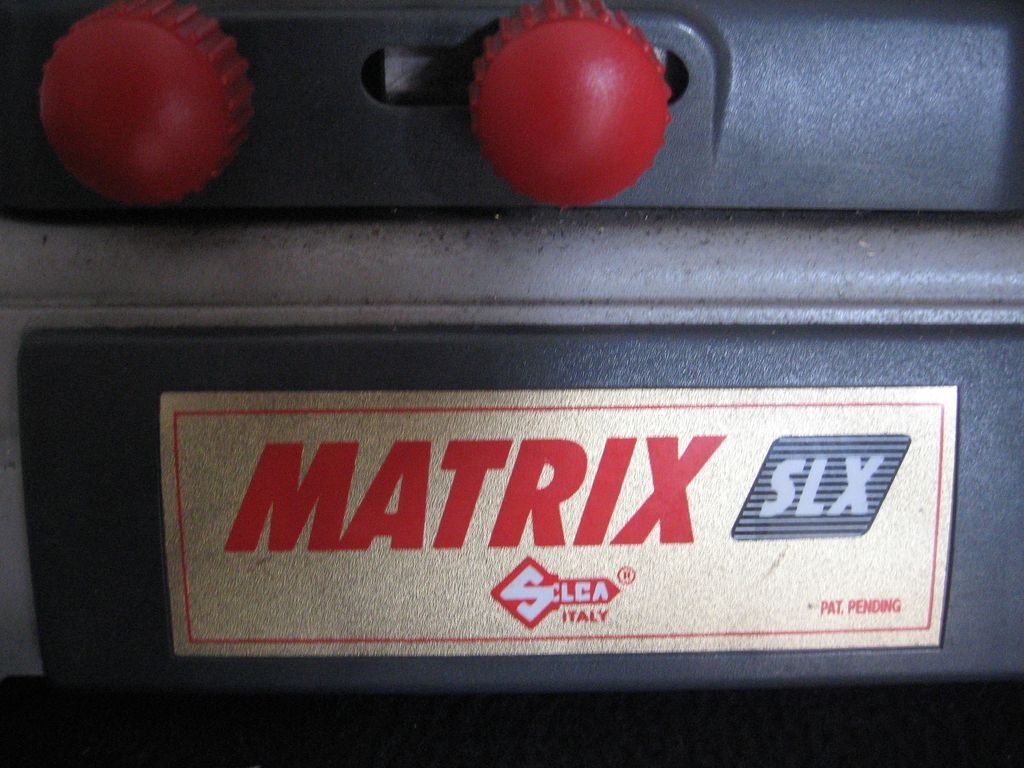 MATRIX SLX
SILCA ®
ITALY
PAT. PENDING